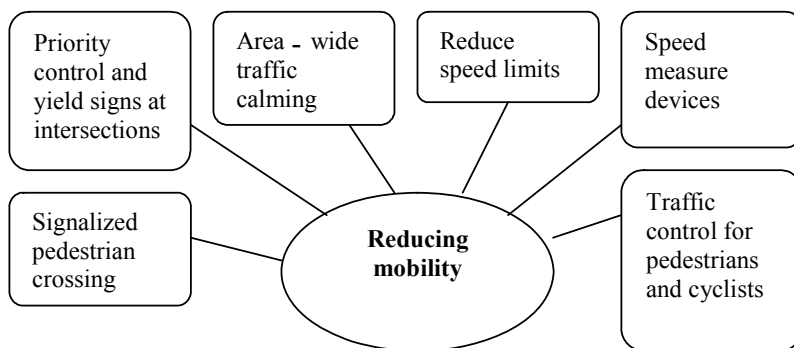 Priority
control and
yield signs at
intersections
Area - wide
traffic
calming
Reduce
speed limits
Speed
measure
devices
Signalized
pedestrian
crossing
Reducing
mobility
Traffic
control for
pedestrians
and cyclists